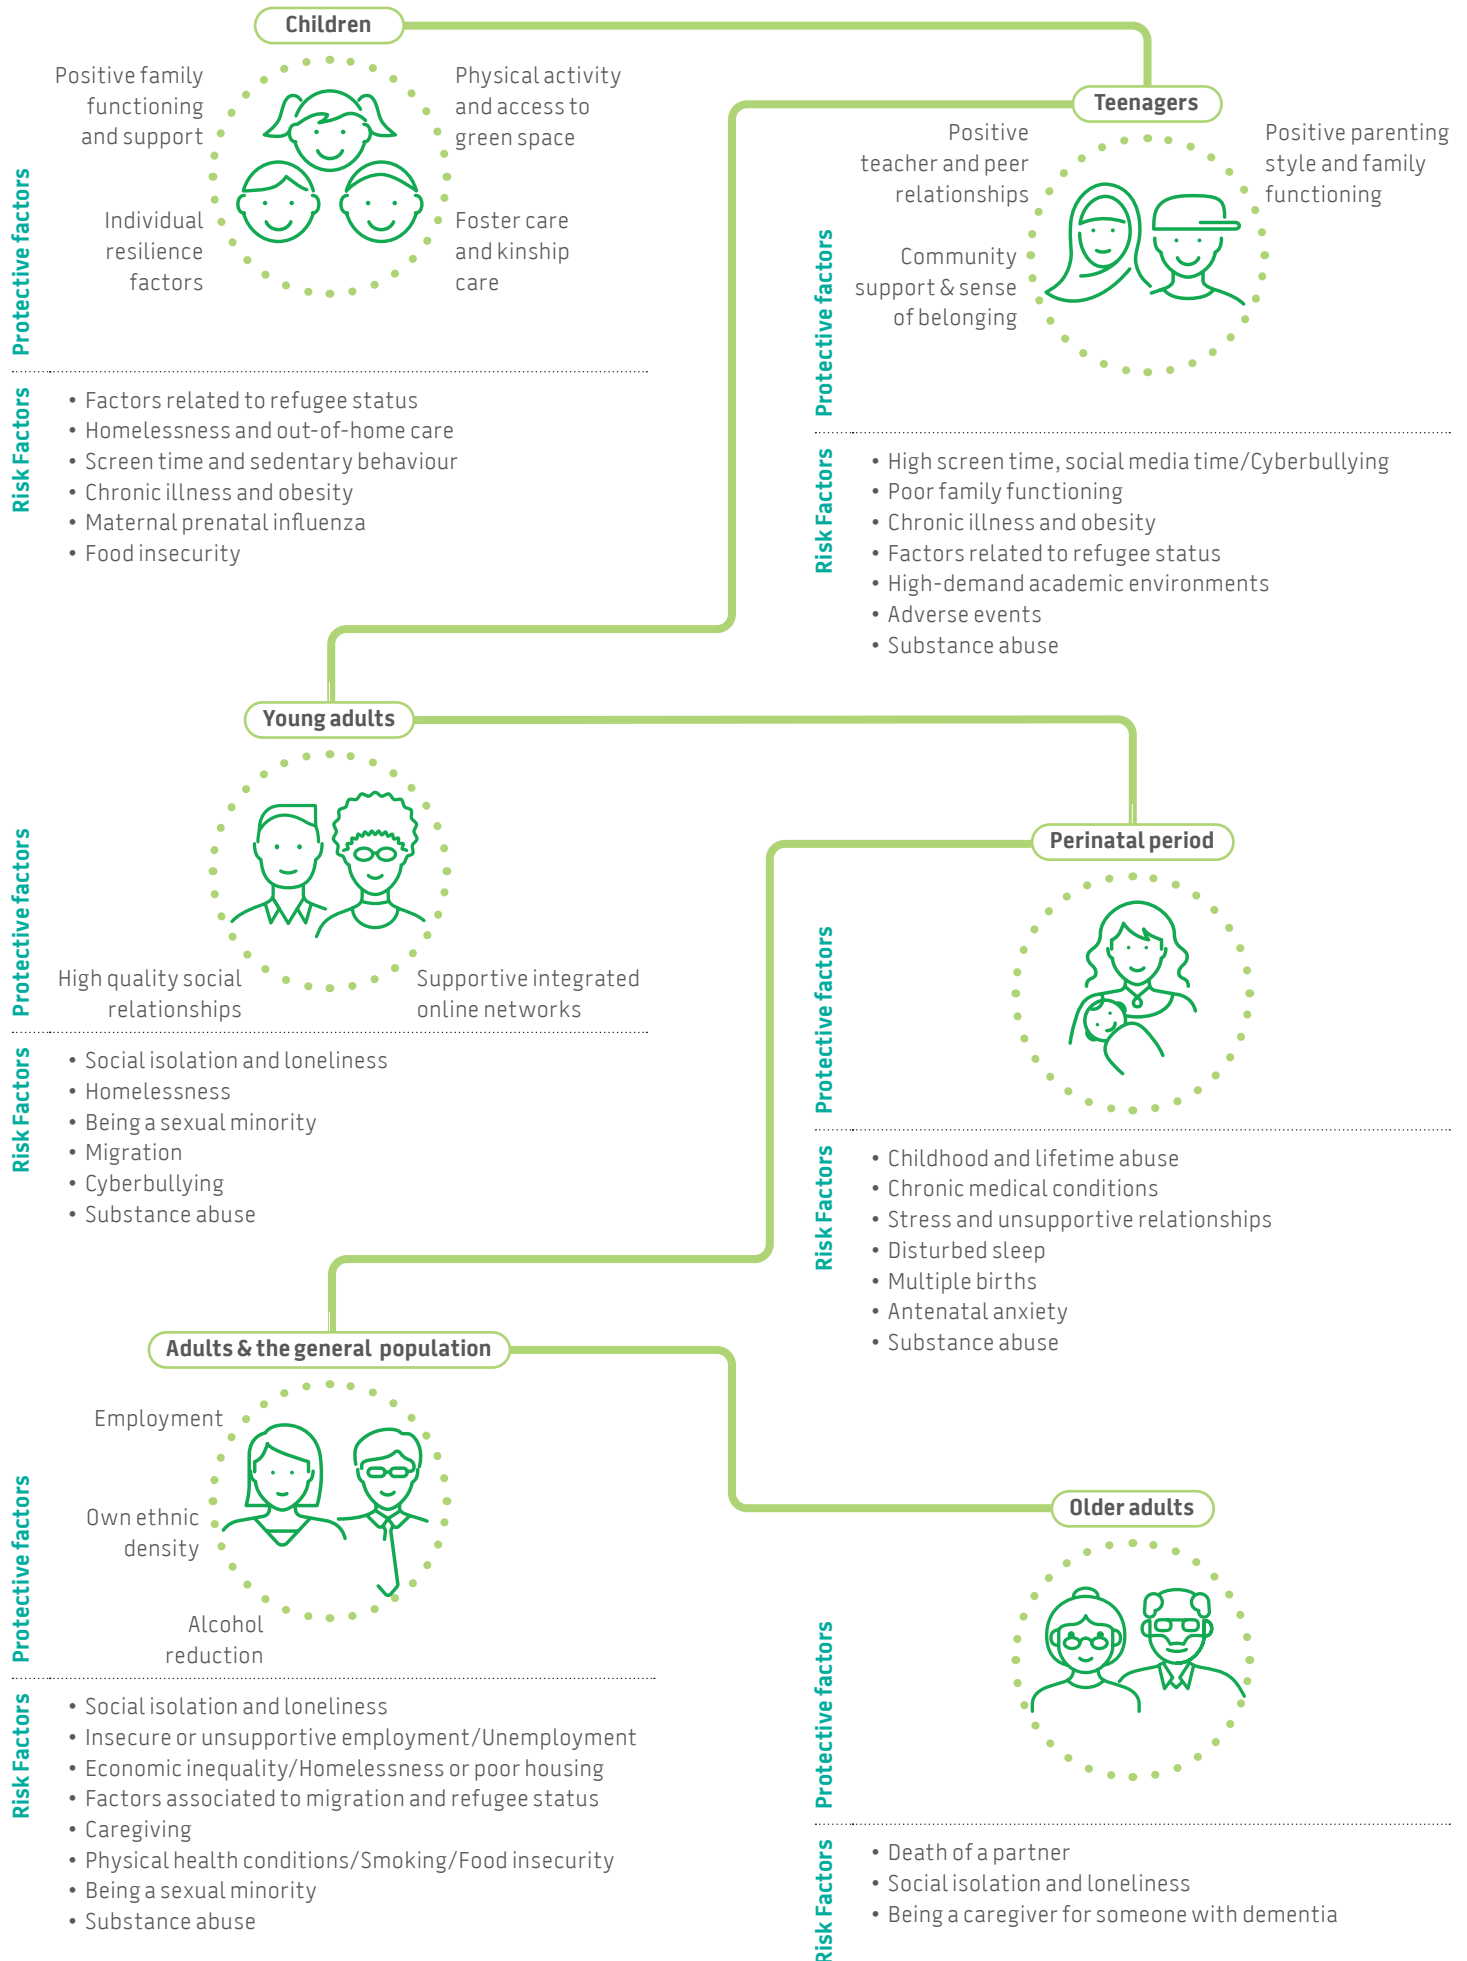 Children
Positive family
functioning
and support
Physical activity
and access to
green space
Individual
resilience
factors
Foster care
and kinship
care
Protective factors
Risk Factors
• Factors related to refugee status
• Homelessness and out-of-home care
• Screen time and sedentary behaviour
• Chronic illness and obesity
• Maternal prenatal influenza
• Food insecurity
Teenagers
Positive
teacher and peer
relationships
Positive parenting
style and family
functioning
Community
support & sense
of belonging
Protective factors
Risk Factors
• High screen time, social media time/Cyberbullying
• Poor family functioning
• Chronic illness and obesity
• Factors related to refugee status
• High-demand academic environments
• Adverse events
• Substance abuse
Young adults
Protective factors
High quality social
relationships
Supportive integrated
online networks
Risk Factors
• Social isolation and loneliness
• Homelessness
• Being a sexual minority
• Migration
• Cyberbullying
• Substance abuse
Perinatal period
Protective factors
Risk Factors
• Childhood and lifetime abuse
• Chronic medical conditions
• Stress and unsupportive relationships
• Disturbed sleep
• Multiple births
• Antenatal anxiety
• Substance abuse
Adults & the general population
Employment
Own ethnic
density
Alcohol
reduction
Protective factors
Risk Factors
• Social isolation and loneliness
• Insecure or unsupportive employment/Unemployment
• Economic inequality/Homelessness or poor housing
• Factors associated to migration and refugee status
• Caregiving
• Physical health conditions/Smoking/Food insecurity
• Being a sexual minority
• Substance abuse
Older adults
Protective factors
Risk Factors
• Death of a partner
• Social isolation and loneliness
• Being a caregiver for someone with dementia